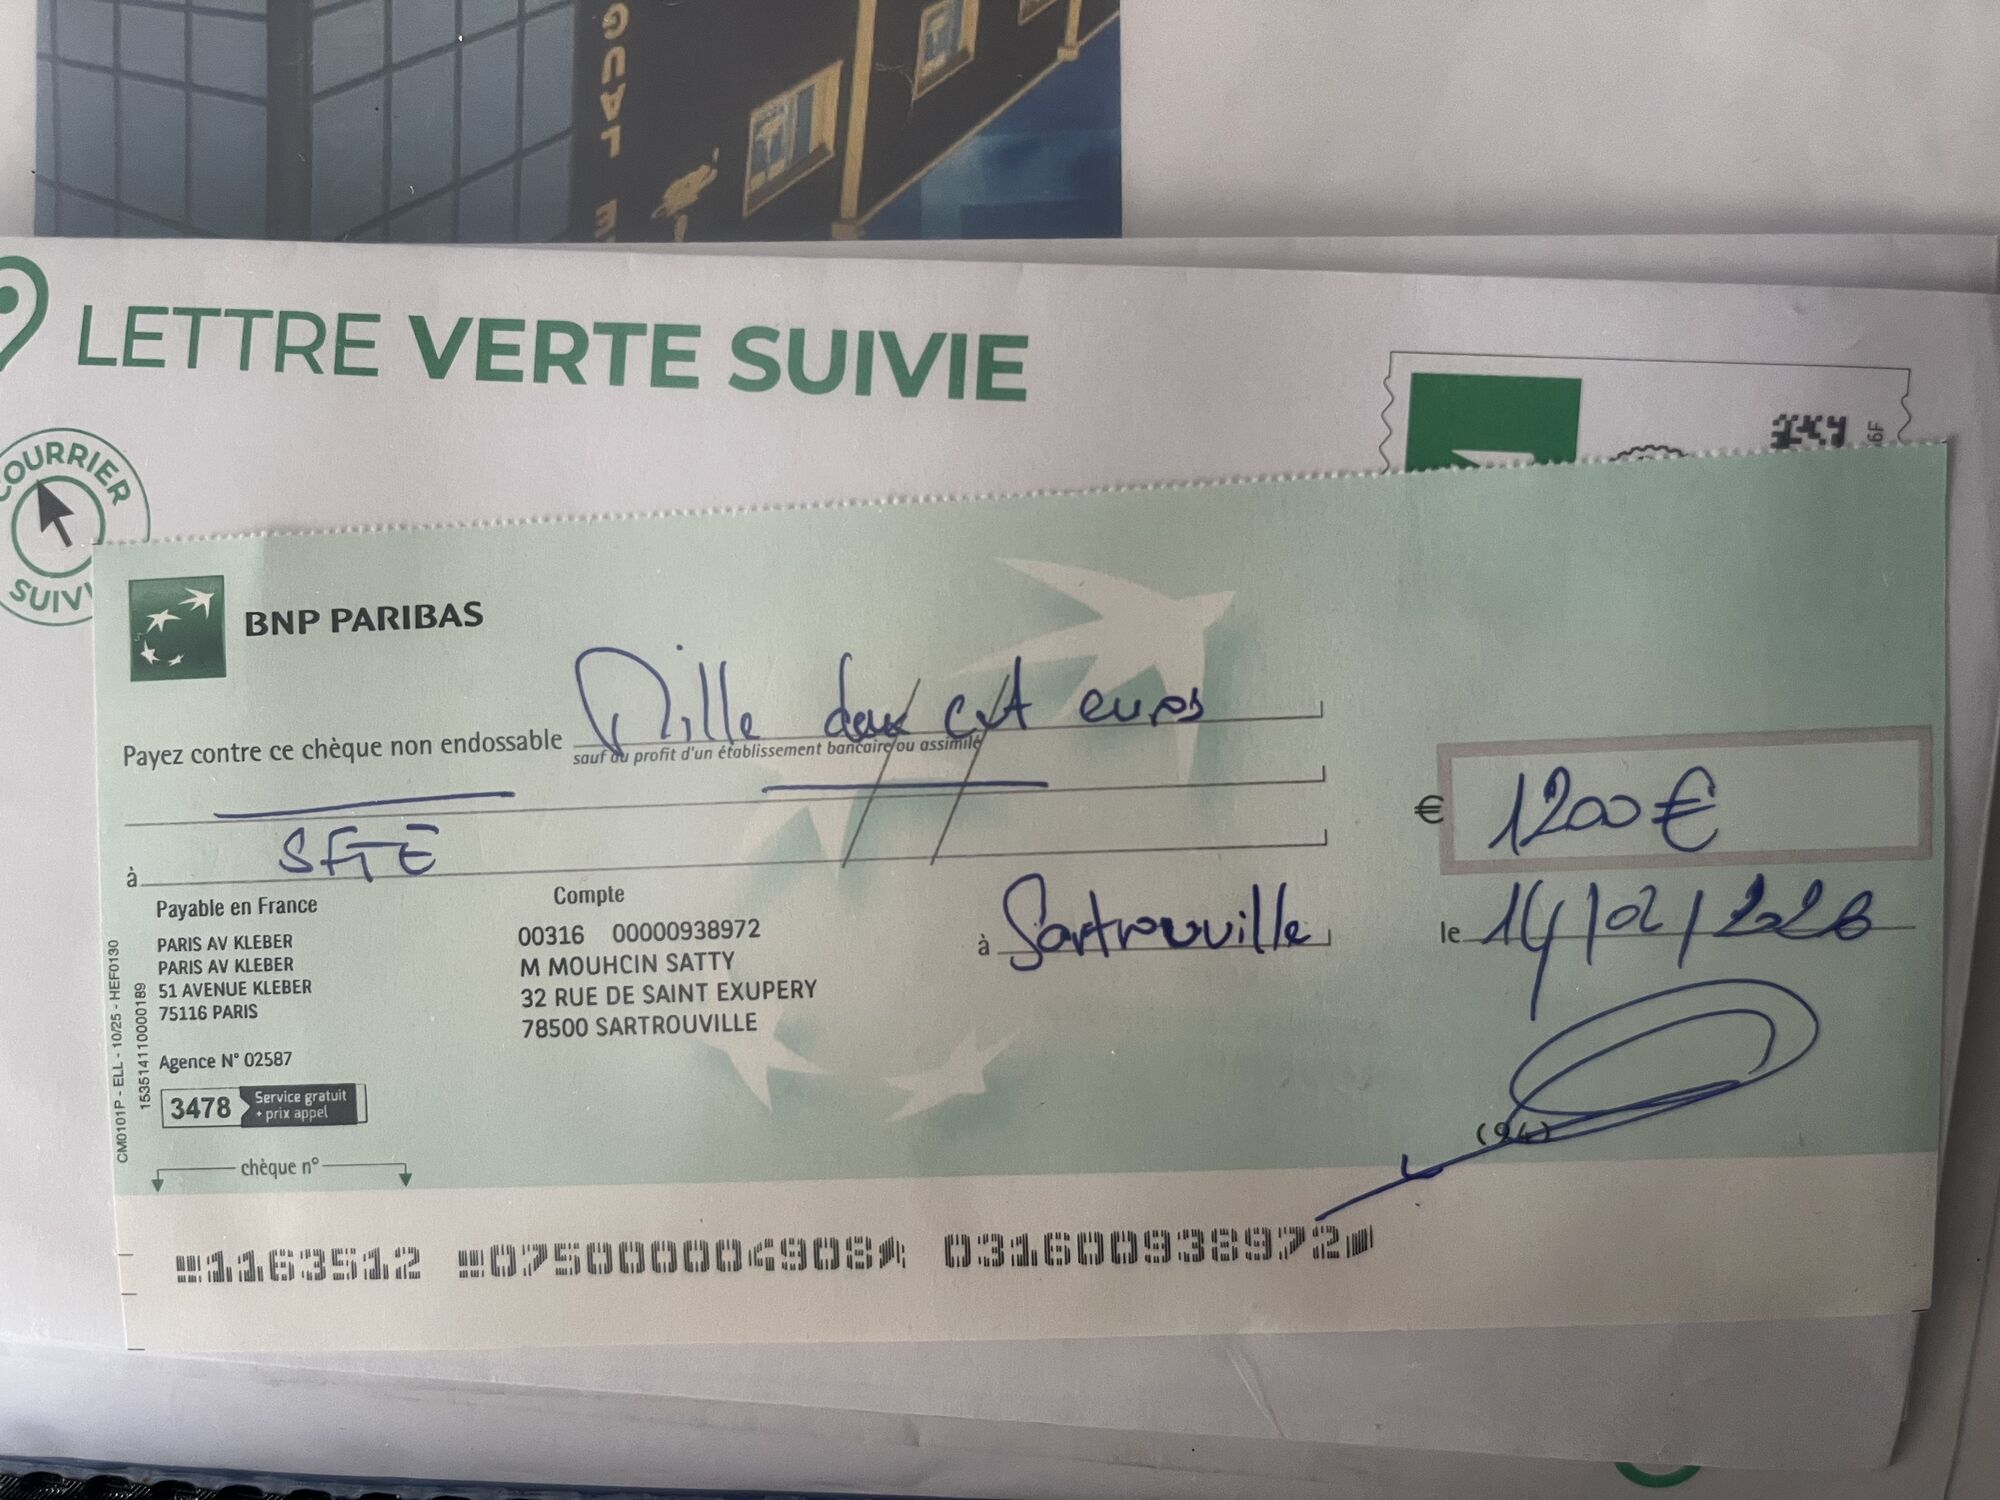 GUAL E
LETTRE VERTE SUIVIE
COURRIER
SUIVI
BNP PARIBAS
Mille deux cent euros
Payez contre ce chèque non endossable
sauf au profit d'un établissement bancaire ou assimilé
€ 1200 €
à SFTE
Payable en France
PARIS AV KLEBER
PARIS AV KLEBER
51 AVENUE KLEBER
75116 PARIS
Agence N° 02587
3478 Service gratuit
+ prix appel
Compte
00316 00000938972
M MOUHCIN SATTY
32 RUE DE SAINT EXUPERY
78500 SARTROUVILLE
à Sartrouville
le 14/02/2026
(94)
CM0101P - ELL - 10/25 - HEF0130
153514110000189
chèque n°
1163512 075000004908 031600938972